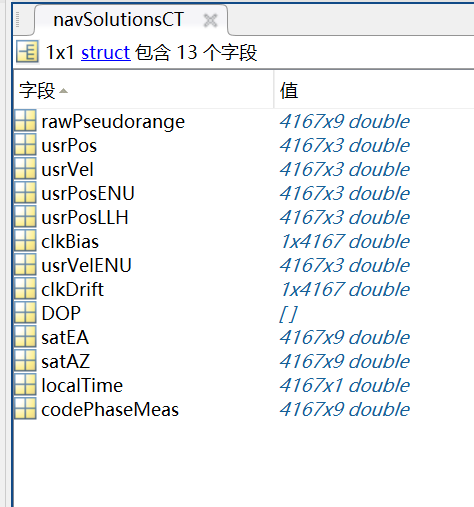 navSolutionsCT
1x1 struct 包含 13 个字段
字段 值
rawPseudorange 4167x9 double
usrPos 4167x3 double
usrVel 4167x3 double
usrPosENU 4167x3 double
usrPosLLH 4167x3 double
clkBias 1x4167 double
usrVelENU 4167x3 double
clkDrift 1x4167 double
DOP []
satEA 4167x9 double
satAZ 4167x9 double
localTime 4167x1 double
codePhaseMeas 4167x9 double